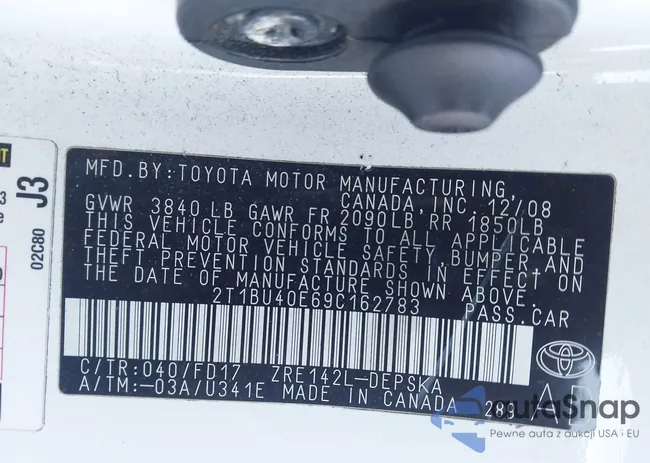 MFD.BY:TOYOTA MOTOR MANUFACTURING
CANADA, INC. 12/08
GVWR 3840 LB GAWR FR 2090LB RR 1850LB
THIS VEHICLE CONFORMS TO ALL APPLICABLE
FEDERAL MOTOR VEHICLE SAFETY, BUMPER AND
THEFT PREVENTION STANDARDS IN EFFECT ON
THE DATE OF MANUFACTURE SHOWN ABOVE.
2T1BU40E69C162783 PASS.CAR
C/TR:040/FD17 ZRE142L-DEPSKA
A/TM:-03A/U341E MADE IN CANADA 289
J3
02C80
TOYOTA
autoSnap
Pewne auta z aukcji USA i EU